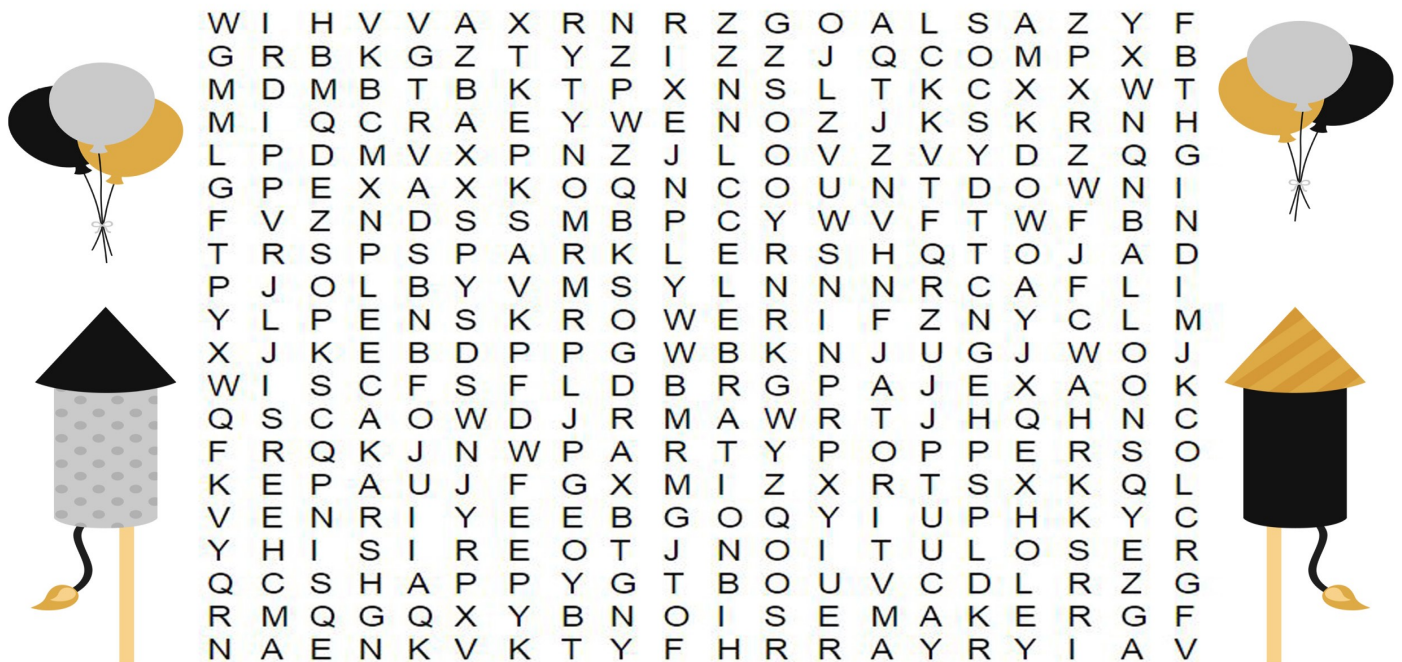 W I H V V A X R N R Z G O A L S A Z Y F
G R B K G Z T Y Z I Z Z J Q C O M P X B
M D M B T B K T P X N S L T K C X X W T
M I Q C R A E Y W E N O Z J K S K R N H
L P D M V X P N Z J L O V Z V Y D Z Q G
G P E X A X K O Q N C O U N T D O W N I
F V Z N D S S M B P C Y W V F T W F B N
T R S P S P A R K L E R S H Q T O J A D
P J O L B Y V M S Y L N N N R C A F L I
Y L P E N S K R O W E R I F Z N Y C L M
X J K E B D P P G W B K N J U G J W O J
W I S C F S F L D B R G P A J E X A O K
Q S C A O W D J R M A W R T J H Q H N C
F R Q K J N W P A R T Y P O P P E R S O
K E P A U J F G X M I Z X R T S X K Q L
V E N R I Y E E B G O Q Y I U P H K Y C
Y H I S I R E O T J N O I T U L O S E R
Q C S H A P P Y G T B O U V C D L R Z G
R M Q G Q X Y B N O I S E M A K E R G F
N A E N K V K T Y F H R R A Y R Y I A V